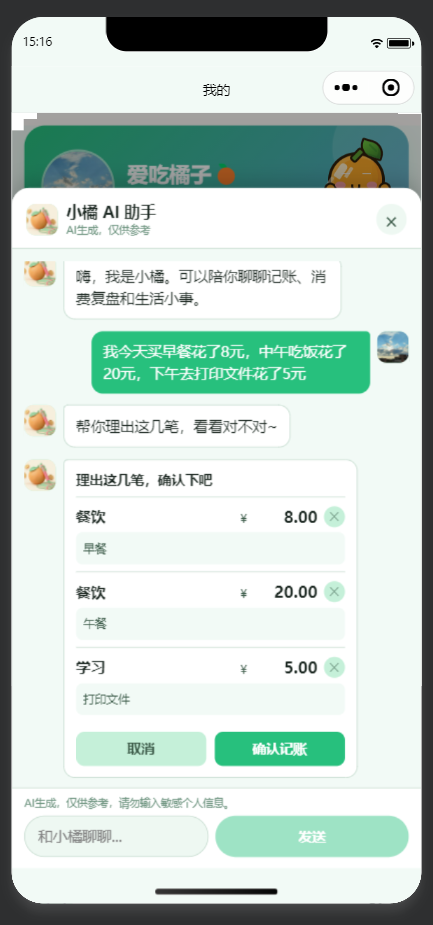 15:16
我的
爱吃橘子
小橘 AI 助手
AI生成，仅供参考
嗨，我是小橘。可以陪你聊聊记账、消
费复盘和生活小事。
我今天买早餐花了8元，中午吃饭花了
20元，下午去打印文件花了5元
帮你理出这几笔，看看对不对~
理出这几笔，确认下吧
餐饮 ¥ 8.00
早餐
餐饮 ¥ 20.00
午餐
学习 ¥ 5.00
打印文件
取消 确认记账
AI生成，仅供参考，请勿输入敏感个人信息。
和小橘聊聊... 发送